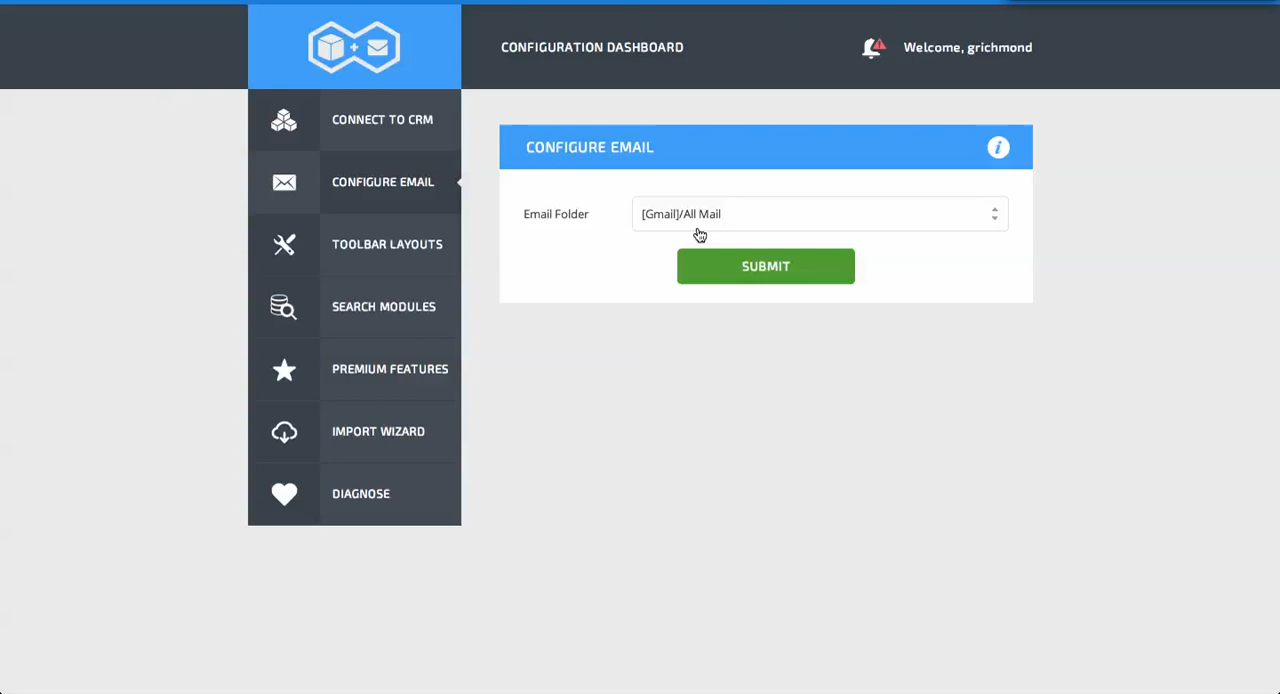 CONFIGURATION DASHBOARD
Welcome, grichmond
CONNECT TO CRM
CONFIGURE EMAIL
TOOLBAR LAYOUTS
SEARCH MODULES
PREMIUM FEATURES
IMPORT WIZARD
DIAGNOSE
CONFIGURE EMAIL
i
Email Folder
[Gmail]/All Mail
SUBMIT